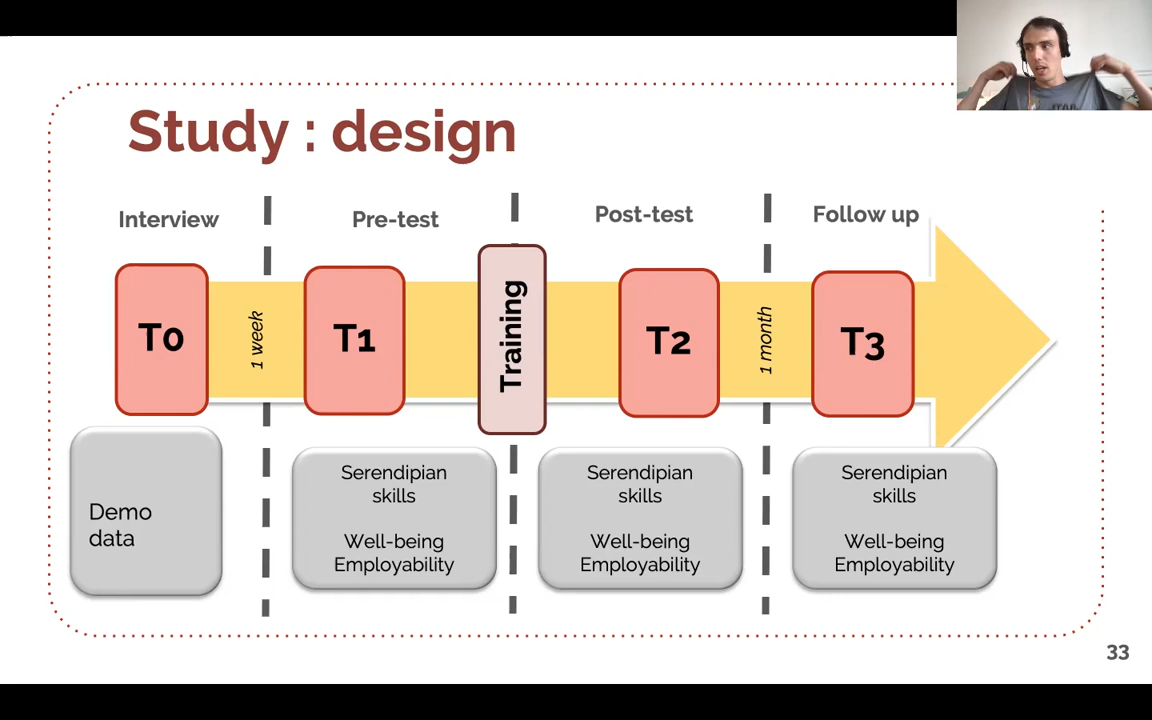 Study : design
Interview
Pre-test
Post-test
Follow up
T0
1 week
T1
Training
T2
1 month
T3
Demo
data
Serendipian
skills
Well-being
Employability
Serendipian
skills
Well-being
Employability
Serendipian
skills
Well-being
Employability
33